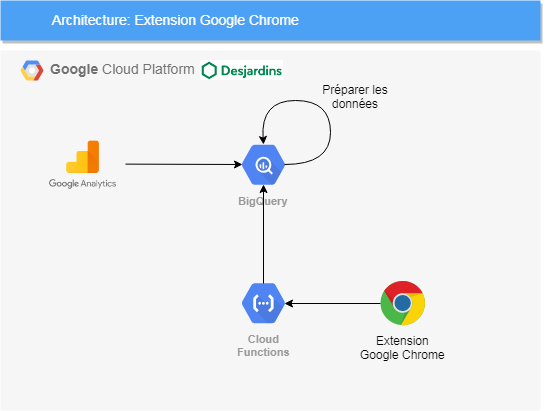 Architecture: Extension Google Chrome
Google Cloud Platform Desjardins
Préparer les
données
Google Analytics
BigQuery
Cloud
Functions
Extension
Google Chrome